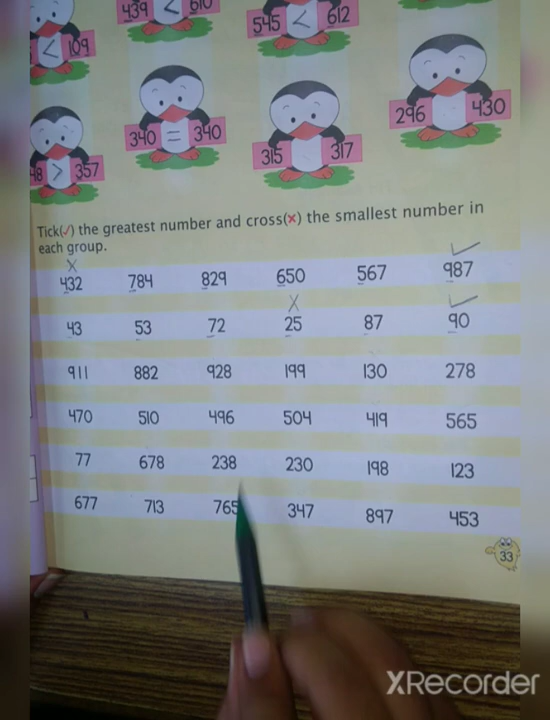 439 < 610
545 < 612
< 109
296 430
340 = 340
315 317
> 357
Tick(✓) the greatest number and cross(×) the smallest number in
each group.
432 784 829 650 567 987
43 53 72 25 87 90
911 882 928 199 130 278
470 510 496 504 419 565
77 678 238 230 198 123
677 713 765 347 897 453
33
XRecorder